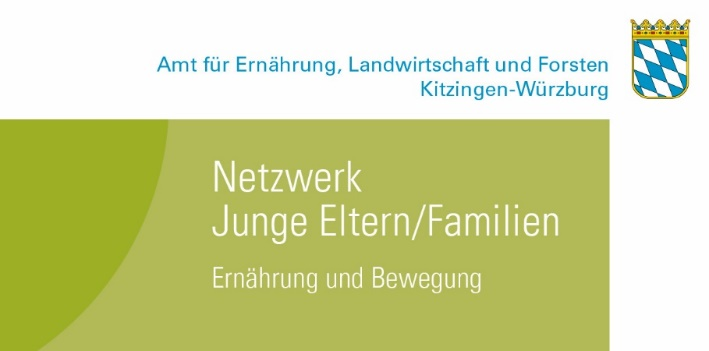 Amt für Ernährung, Landwirtschaft und Forsten
Kitzingen-Würzburg
Netzwerk
Junge Eltern/Familien
Ernährung und Bewegung